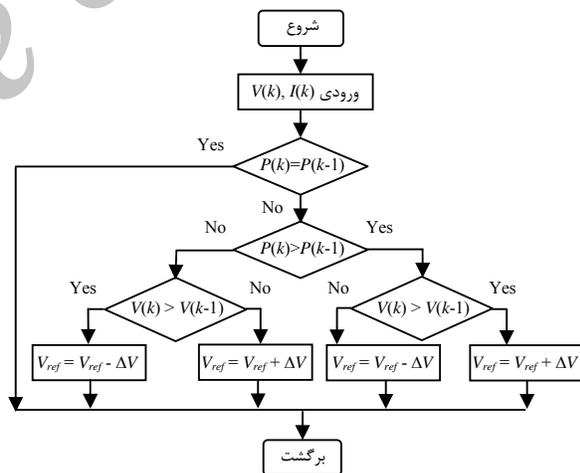 شروع
ورودی V(k), I(k)
Yes
P(k)=P(k-1)
No
No
P(k)>P(k-1)
Yes
Yes
V(k) > V(k-1)
No
No
V(k) > V(k-1)
Yes
Vref = Vref - ΔV
Vref = Vref + ΔV
Vref = Vref - ΔV
Vref = Vref + ΔV
برگشت